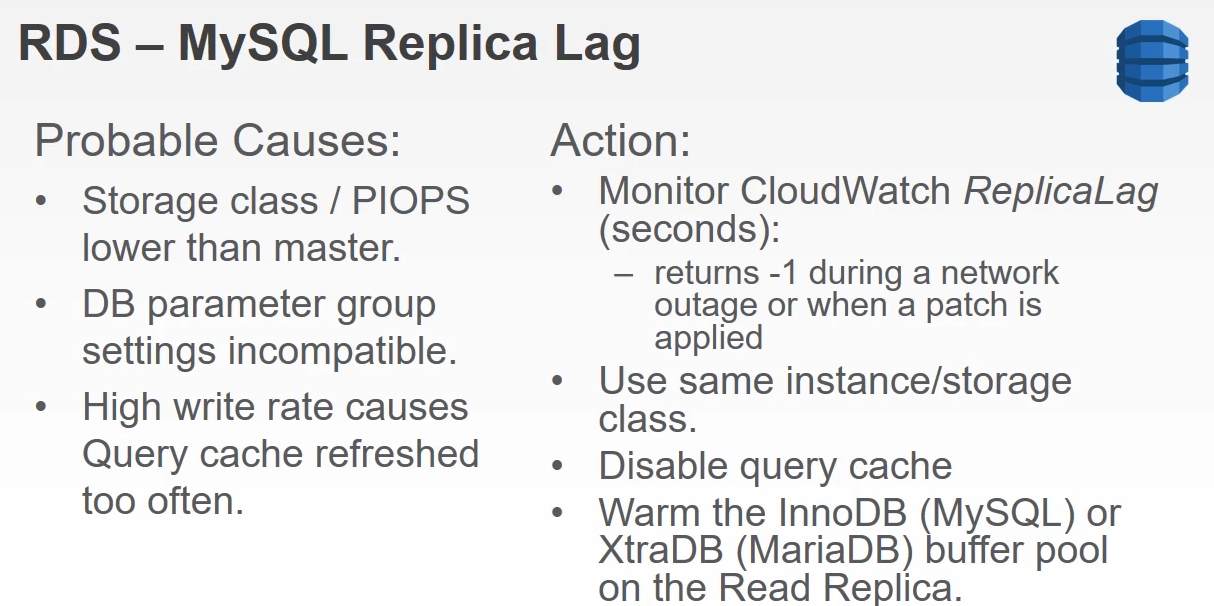 RDS – MySQL Replica Lag
Probable Causes:
• Storage class / PIOPS
lower than master.
• DB parameter group
settings incompatible.
• High write rate causes
Query cache refreshed
too often.
Action:
• Monitor CloudWatch ReplicaLag
(seconds):
– returns -1 during a network
outage or when a patch is
applied
• Use same instance/storage
class.
• Disable query cache
• Warm the InnoDB (MySQL) or
XtraDB (MariaDB) buffer pool
on the Read Replica.